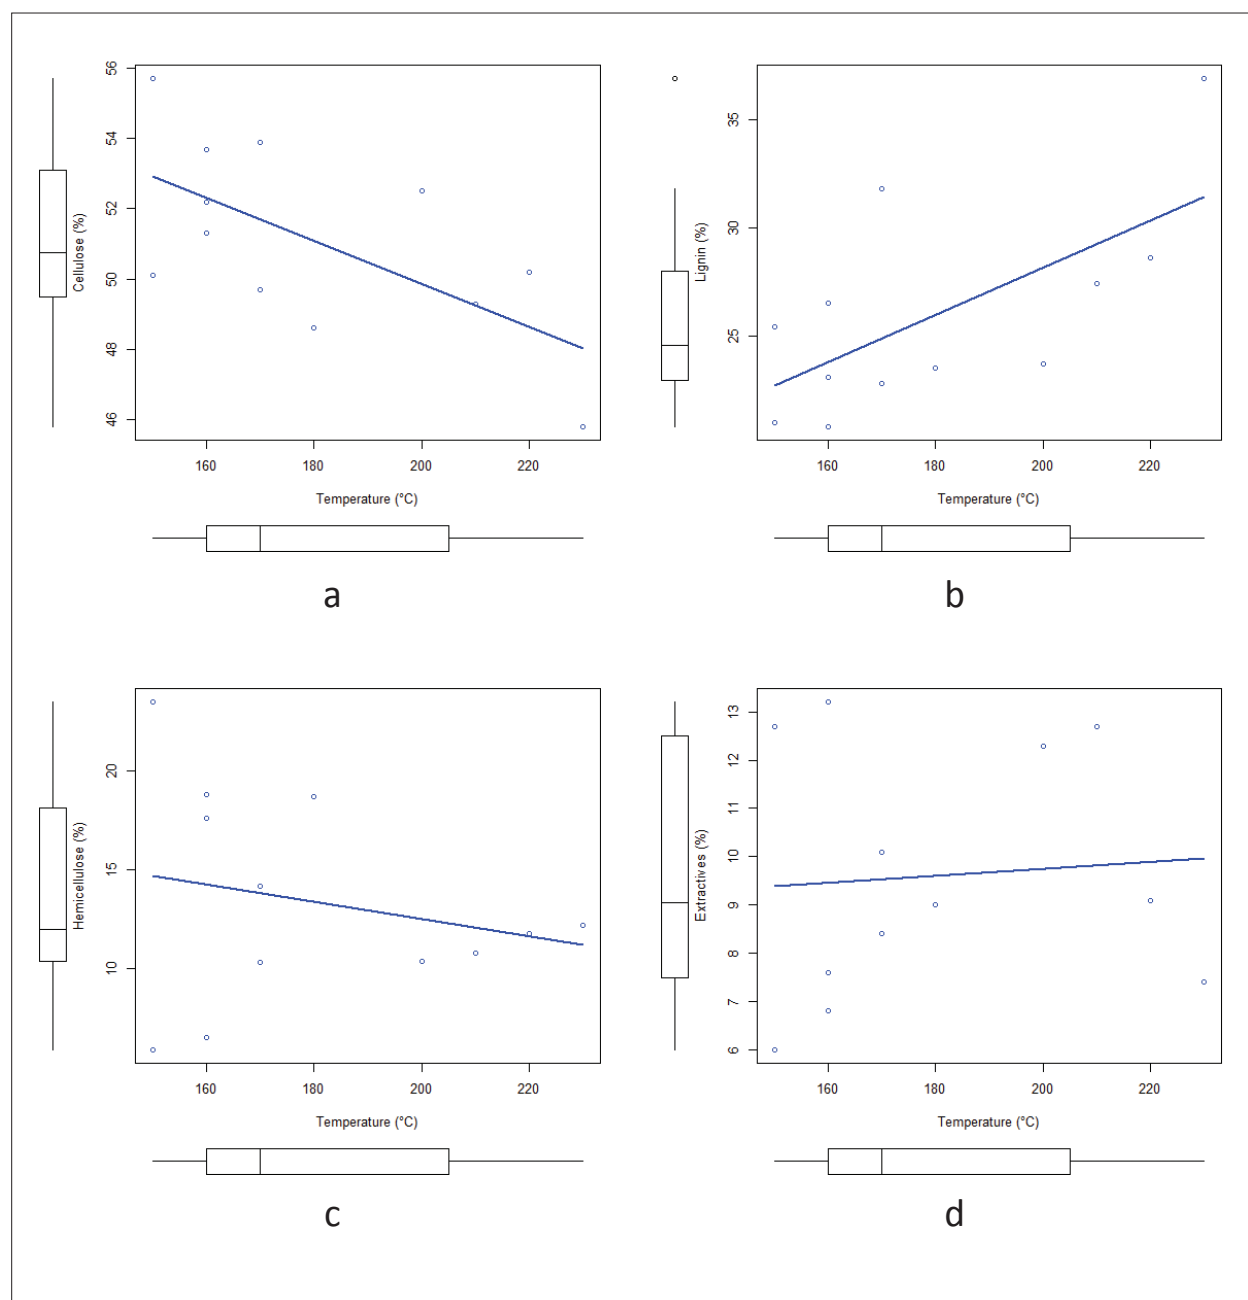 56
54
52
50
48
46
Cellulose (%)
160 180 200 220
Temperature (°C)
a
35
30
25
Lignin (%)
160 180 200 220
Temperature (°C)
b
20
15
10
Hemicellulose (%)
160 180 200 220
Temperature (°C)
c
13
12
11
10
9
8
7
6
Extractives (%)
160 180 200 220
Temperature (°C)
d